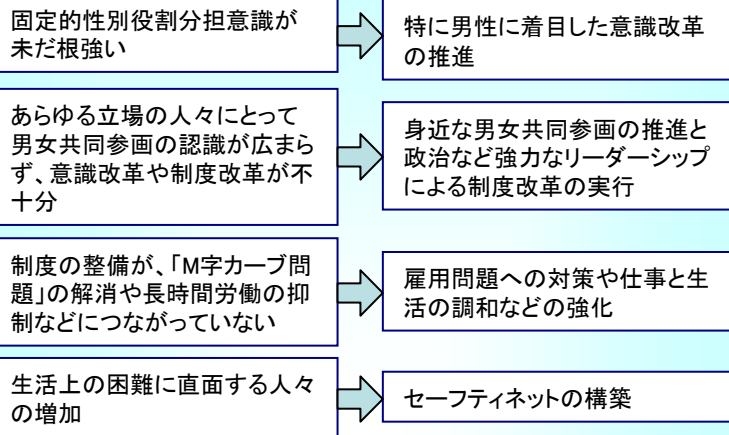 固定的性別役割分担意識が
未だ根強い
特に男性に着目した意識改革
の推進
あらゆる立場の人々にとって
男女共同参画の認識が広まら
ず、意識改革や制度改革が不
十分
身近な男女共同参画の推進と
政治など強力なリーダーシップ
による制度改革の実行
制度の整備が、「M字カーブ問
題」の解消や長時間労働の抑
制などにつながっていない
雇用問題への対策や仕事と生
活の調和などの強化
生活上の困難に直面する人々
の増加
セーフティネットの構築